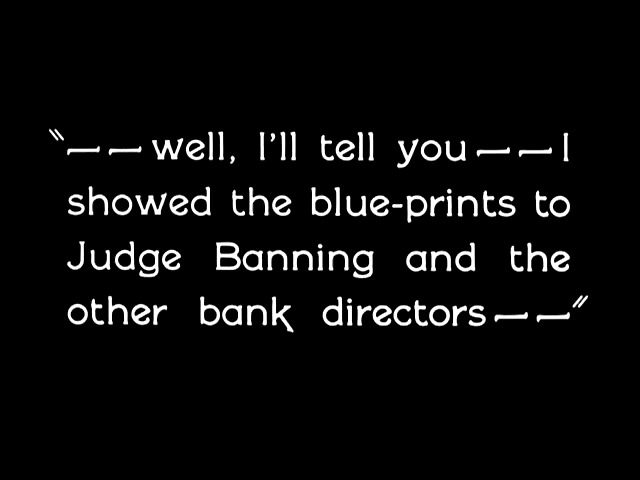 "— — well, I'll tell you — — I
showed the blue-prints to
Judge Banning and the
other bank directors — —"